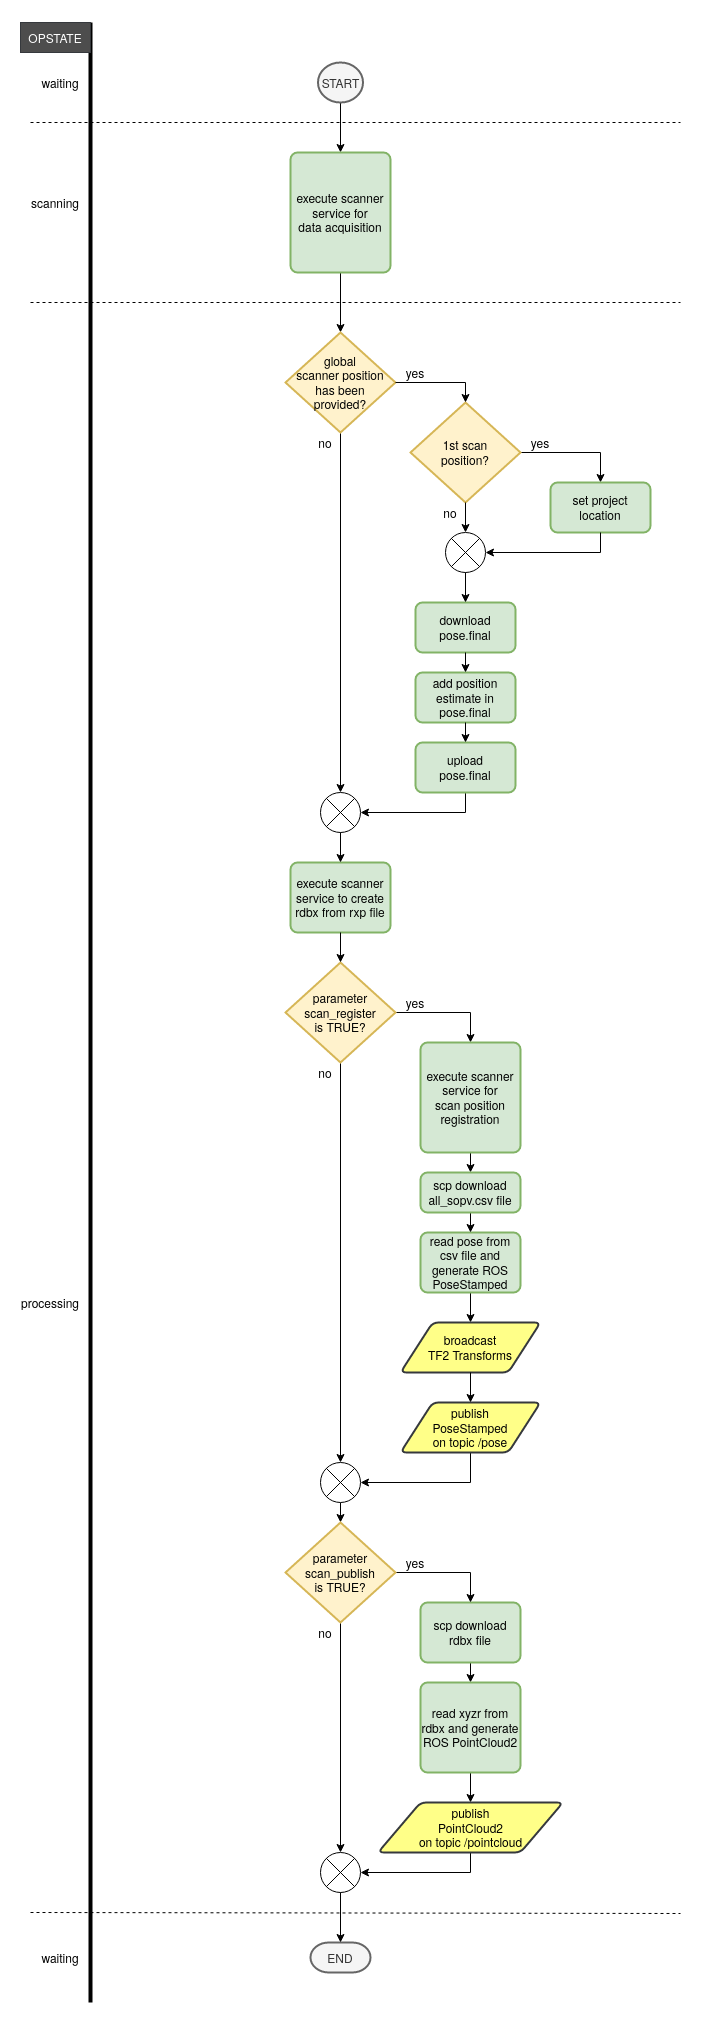 OPSTATE
waiting
START
scanning
execute scanner
service for
data acquisition
global
scanner position
has been
provided?
yes
no
1st scan
position?
yes
no
set project
location
download
pose.final
add position
estimate in
pose.final
upload
pose.final
execute scanner
service to create
rdbx from rxp file
parameter
scan_register
is TRUE?
yes
no
execute scanner
service for
scan position
registration
scp download
all_sopv.csv file
read pose from
csv file and
generate ROS
PoseStamped
processing
broadcast
TF2 Transforms
publish
PoseStamped
on topic /pose
parameter
scan_publish
is TRUE?
yes
no
scp download
rdbx file
read xyzr from
rdbx and generate
ROS PointCloud2
publish
PointCloud2
on topic /pointcloud
waiting
END